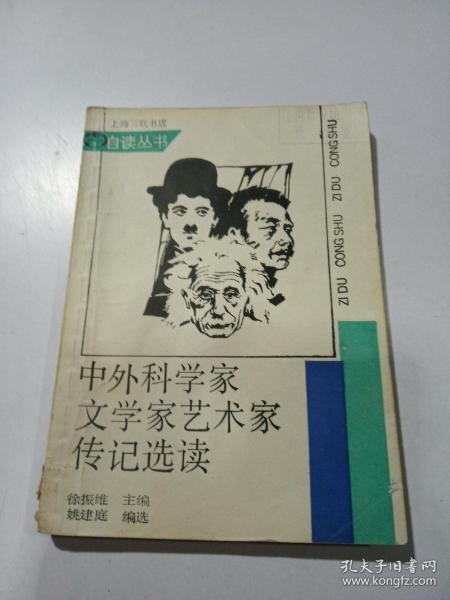 上海三联书店
自读丛书
ZI DU CONG SHU ZI DU CONG SHU
中外科学家
文学家艺术家
传记选读
徐振维 主编
姚建庭 编选
孔夫子旧书网
www.kongfz.com